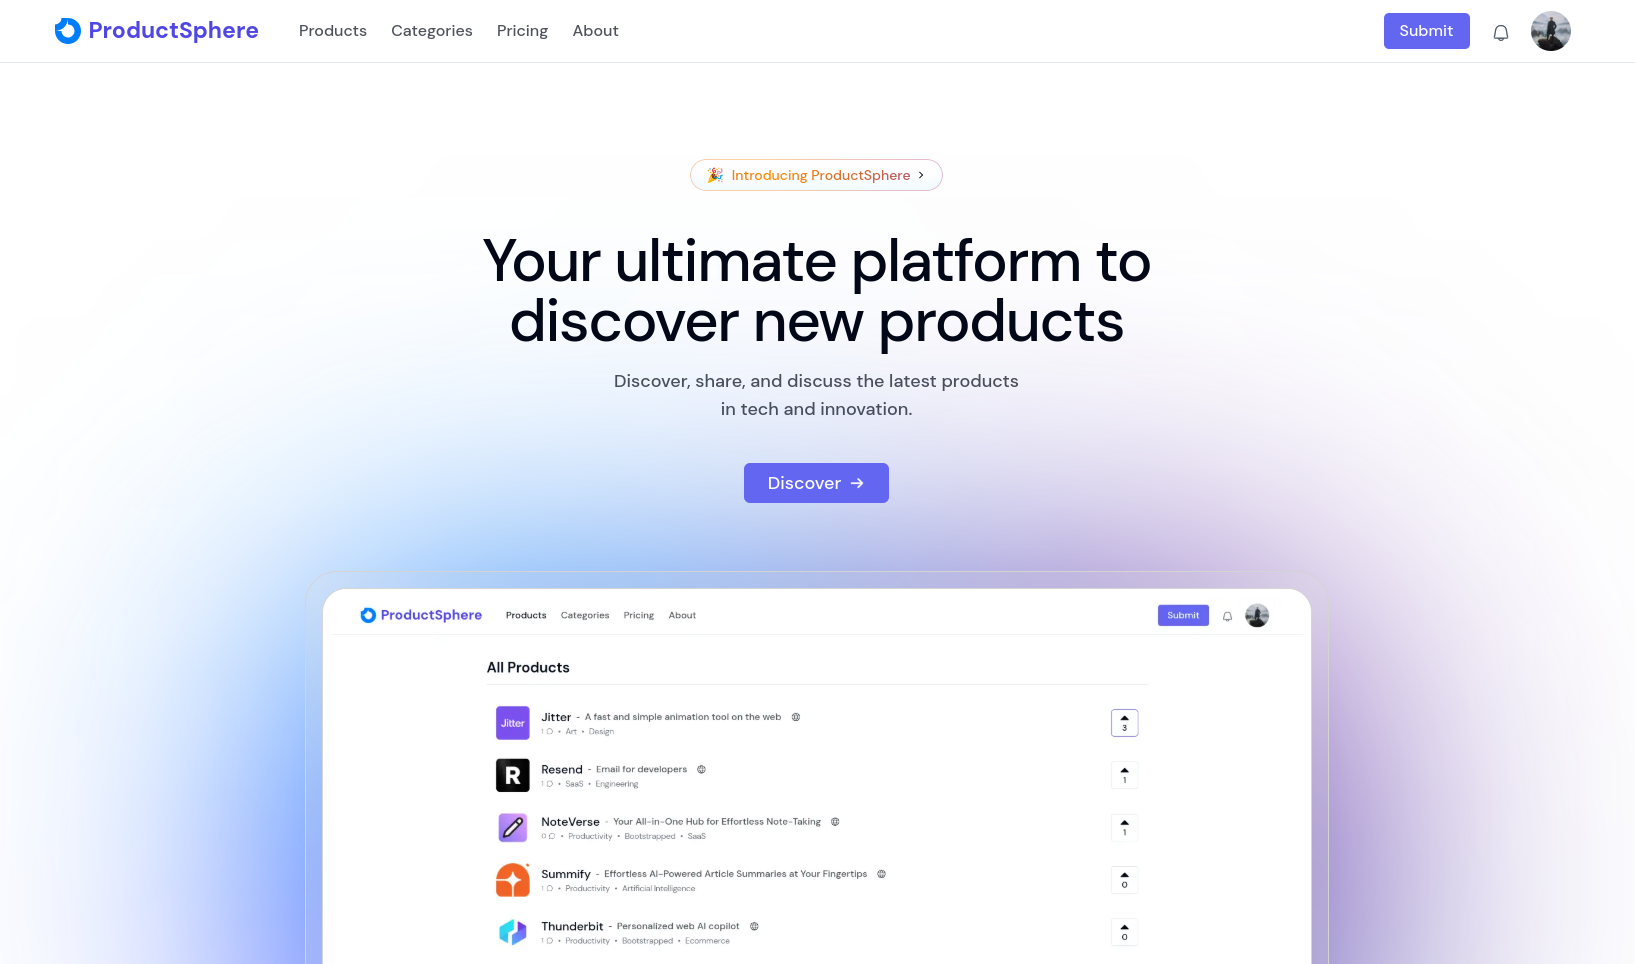 ProductSphere Products Categories Pricing About Submit
🎉 Introducing ProductSphere >
Your ultimate platform to
discover new products
Discover, share, and discuss the latest products
in tech and innovation.
Discover →
ProductSphere Products Categories Pricing About Submit
All Products
Jitter
Jitter - A fast and simple animation tool on the web
3
1 • Art • Design
R
Resend - Email for developers
1
1 • SaaS • Engineering
NoteVerse - Your All-in-One Hub for Effortless Note-Taking
1
0 • Productivity • Bootstrapped • SaaS
Summify - Effortless AI-Powered Article Summaries at Your Fingertips
0
1 • Productivity • Artificial Intelligence
Thunderbit - Personalized web AI copilot
0
1 • Productivity • Bootstrapped • Ecommerce